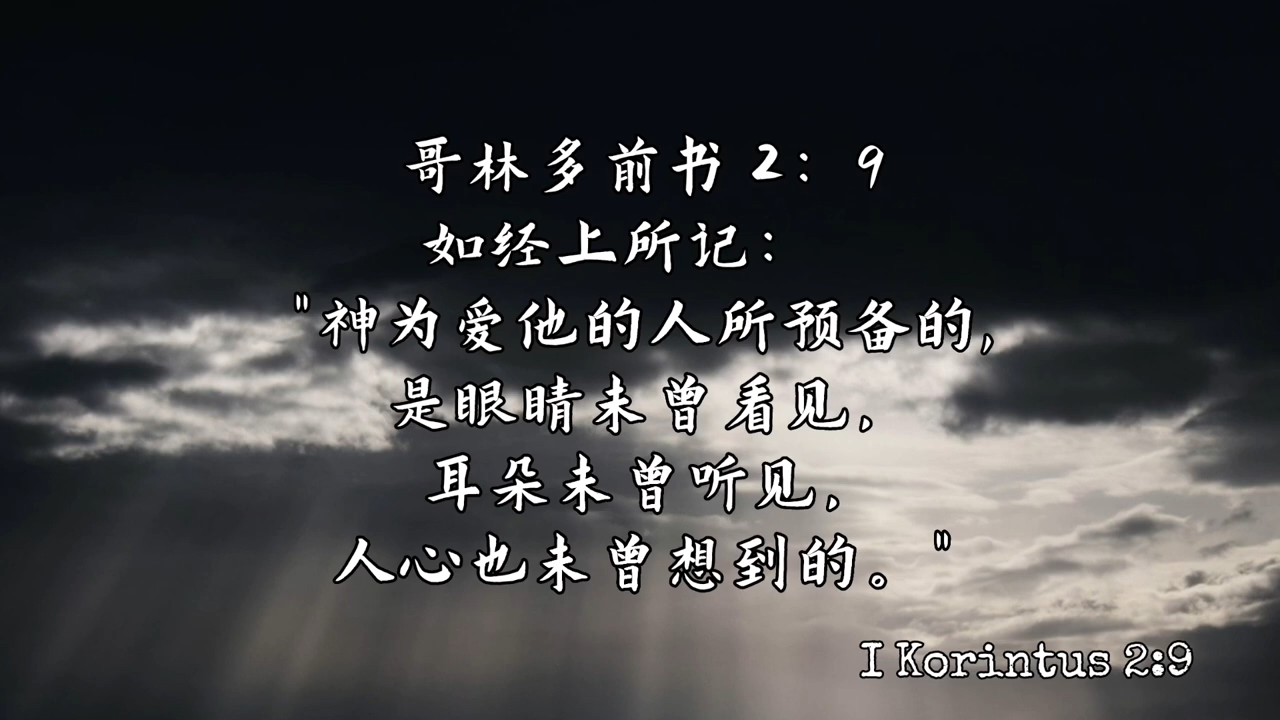 哥林多前书 2：9
如经上所记：
"神为爱他的人所预备的，
是眼睛未曾看见，
耳朵未曾听见，
人心也未曾想到的。"
I Korintus 2:9